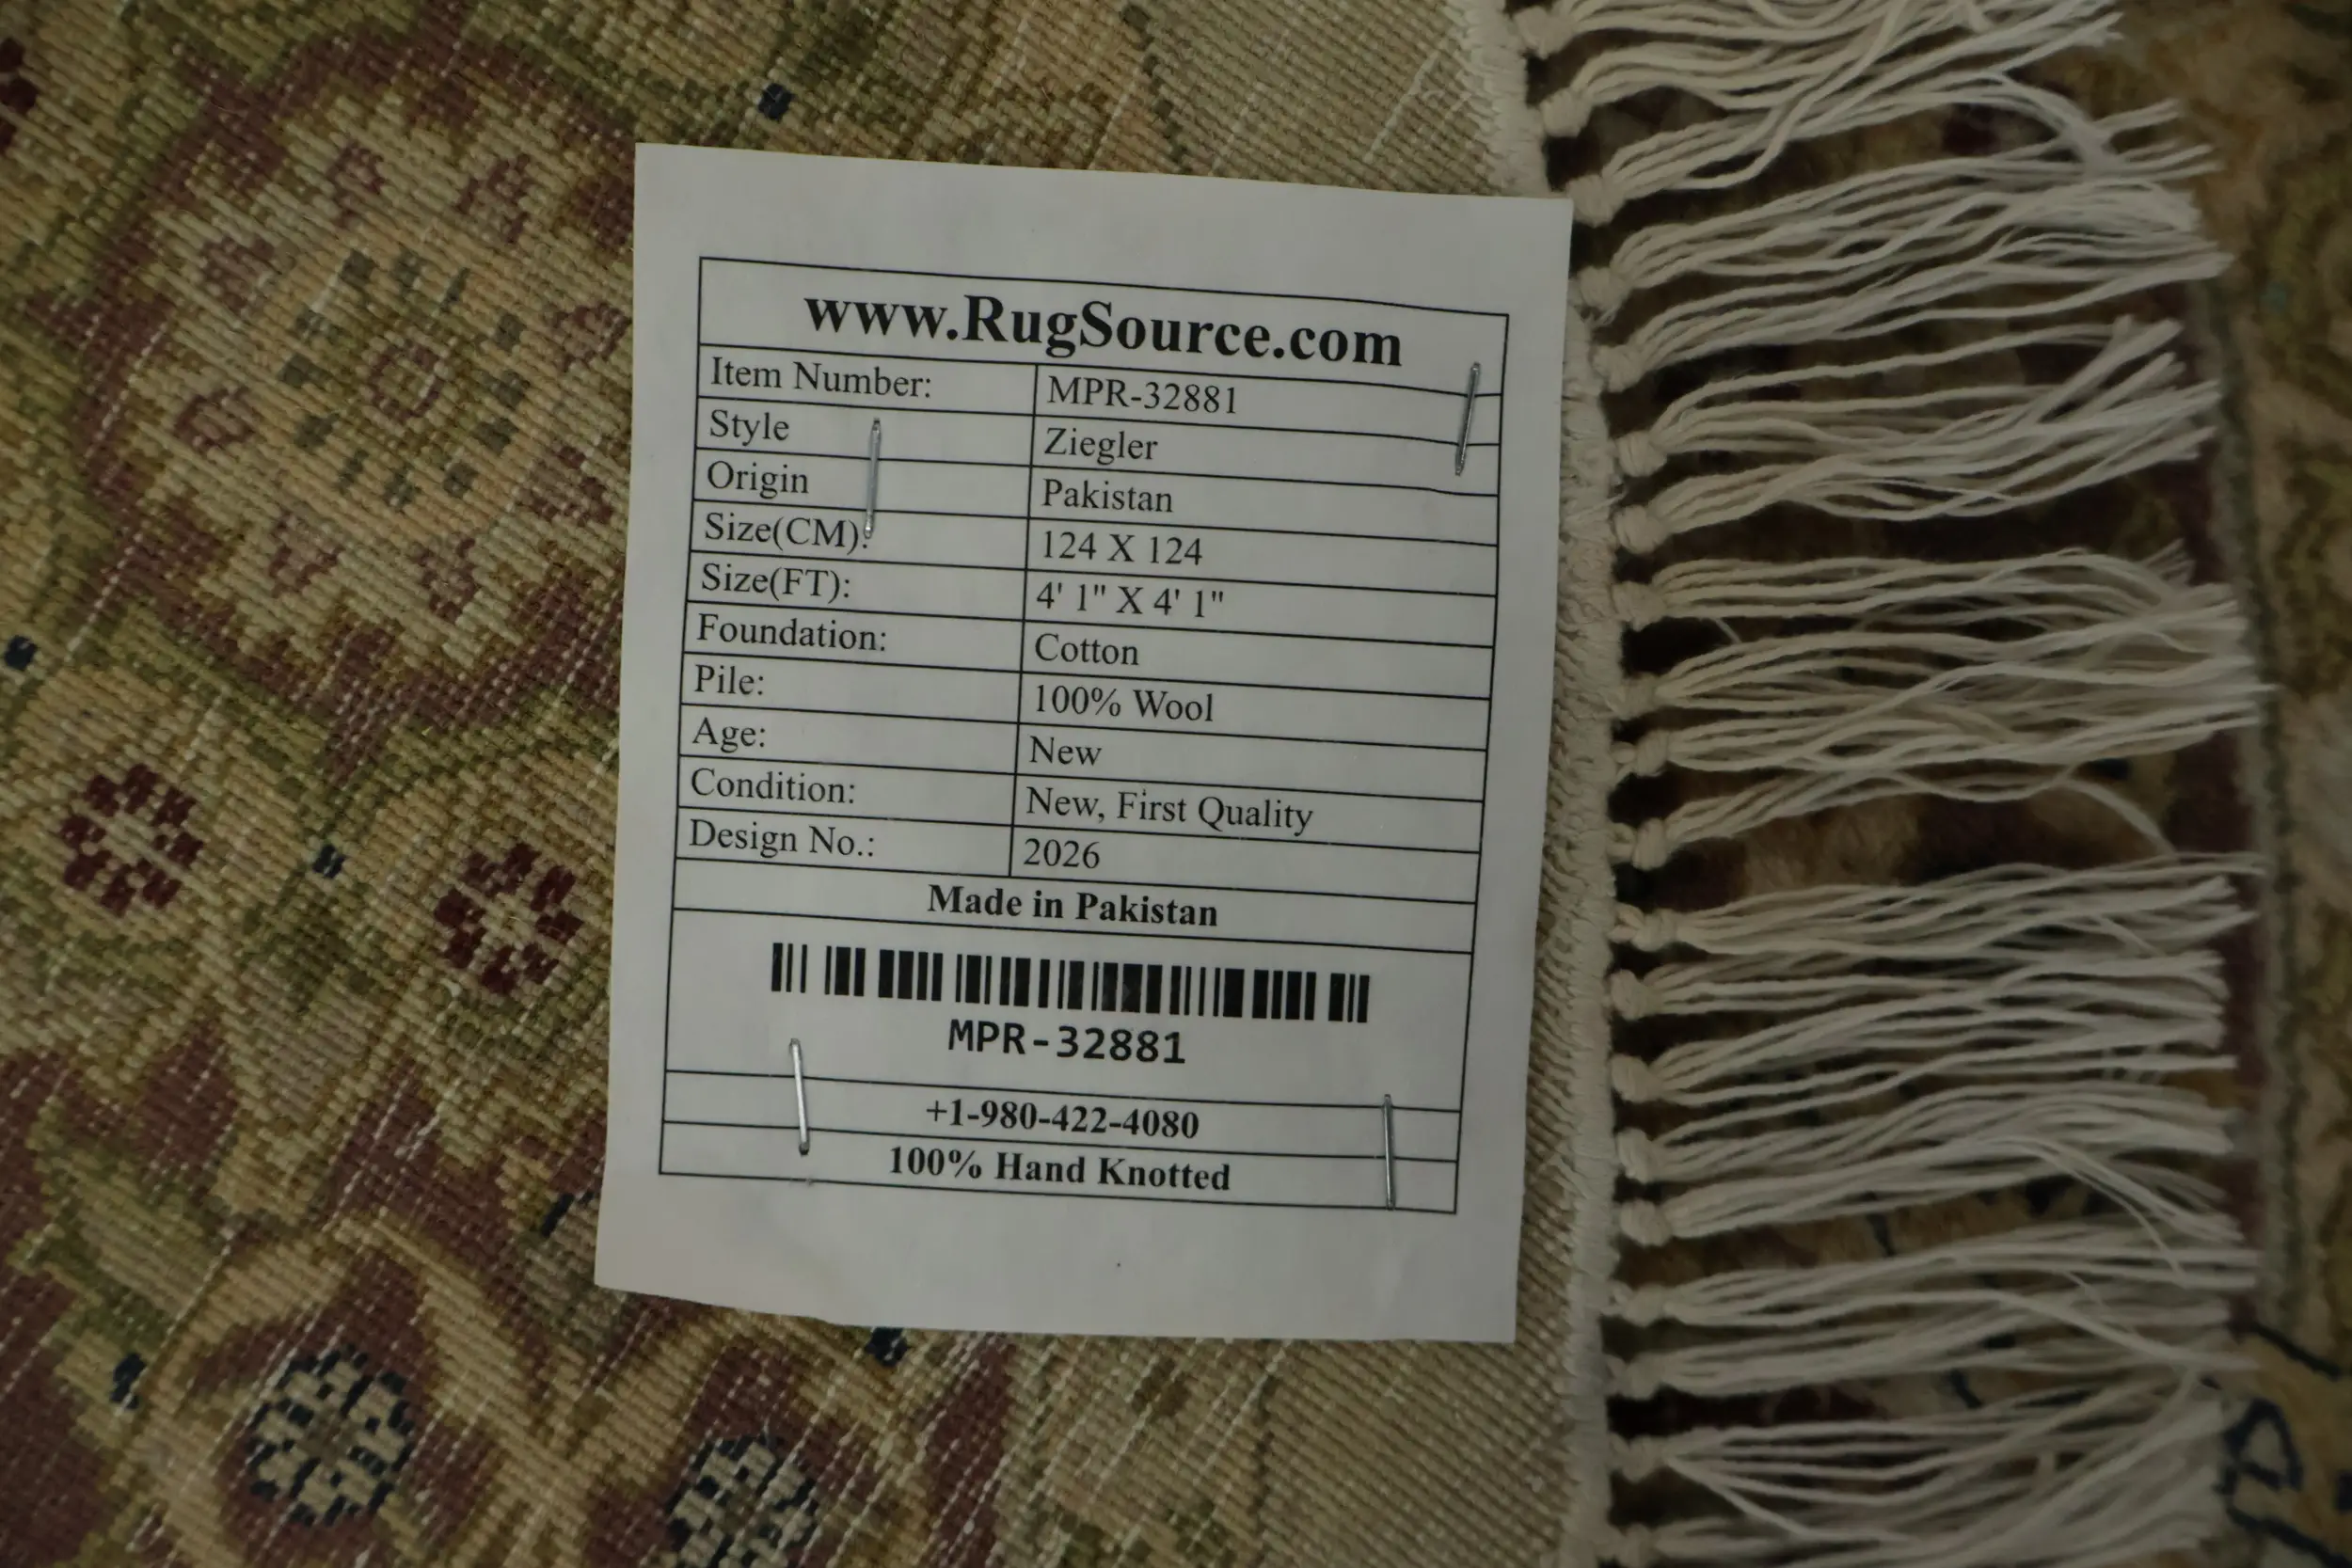 www.RugSource.com
Item Number: MPR-32881
Style Ziegler
Origin Pakistan
Size(CM): 124 X 124
Size(FT): 4' 1" X 4' 1"
Foundation: Cotton
Pile: 100% Wool
Age: New
Condition: New, First Quality
Design No.: 2026
Made in Pakistan
MPR-32881
+1-980-422-4080
100% Hand Knotted